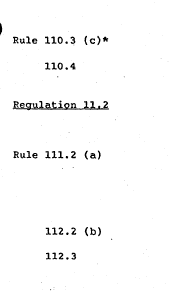 Rule 110.3 (c)*
110.4
Regulation 11.2
Rule 111.2 (a)
112.2 (b)
112.3